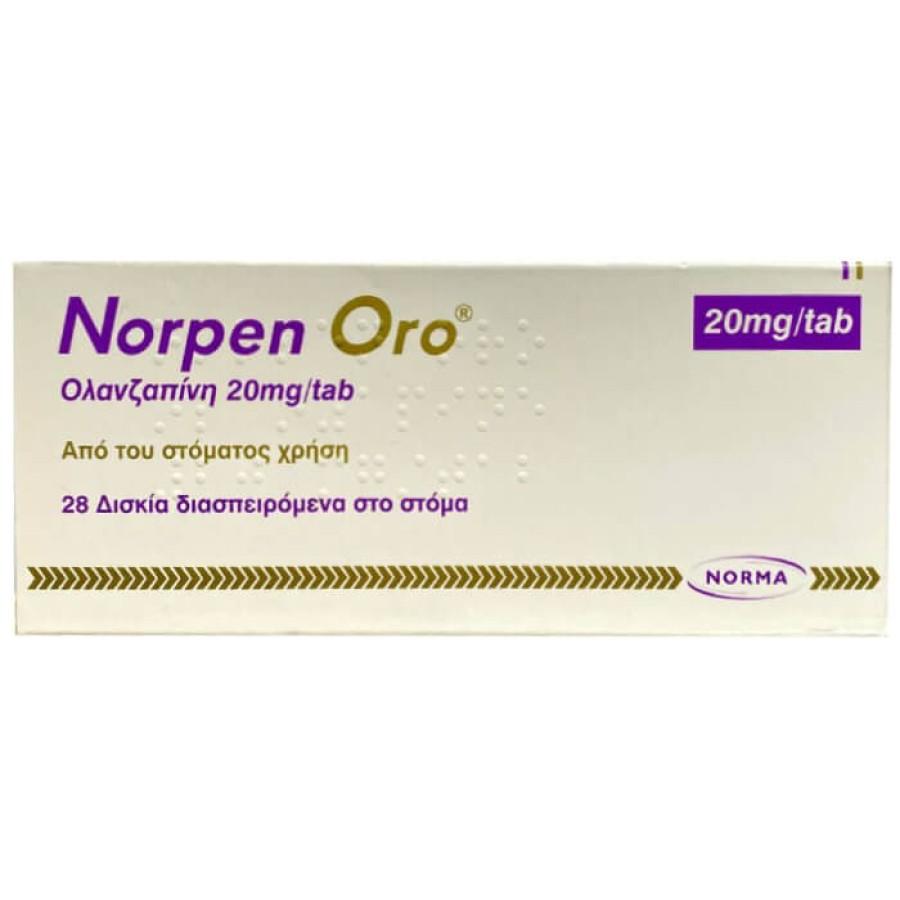 Norpen Oro®
20mg/tab
Ολανζαπίνη 20mg/tab
Από του στόματος χρήση
28 Δισκία διασπειρόμενα στο στόμα
NORMA